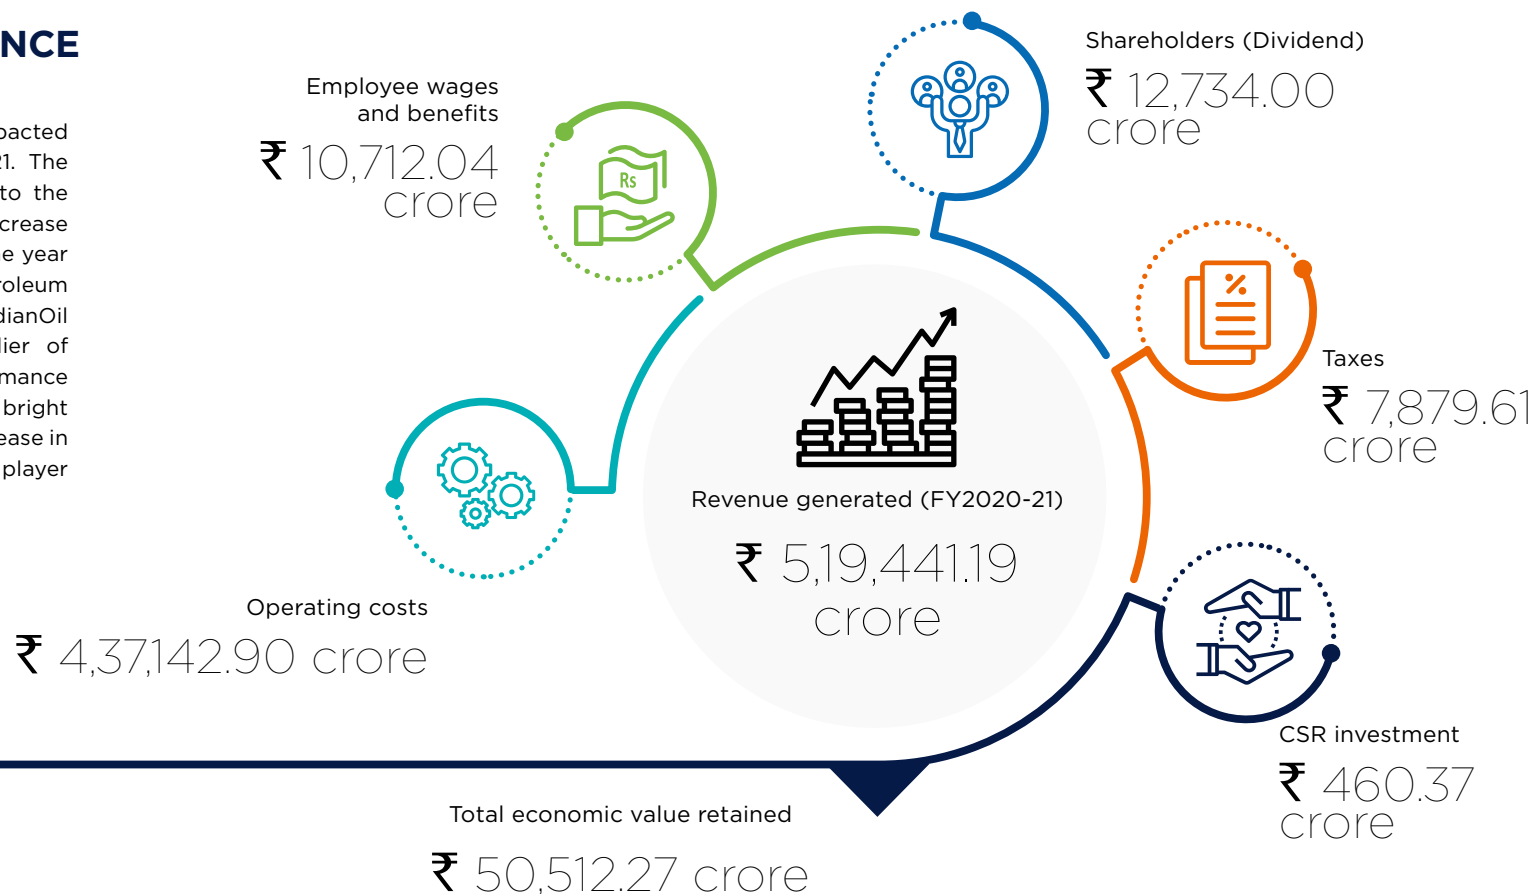 NCE
pacted
21. The
to the
crease
e year
roleum
dianOil
lier of
mance
bright
ease in
player
Employee wages
and benefits
₹ 10,712.04
crore
Rs
Shareholders (Dividend)
₹ 12,734.00
crore
%
Taxes
₹ 7,879.61
crore
Revenue generated (FY2020-21)
₹ 5,19,441.19
crore
Operating costs
₹ 4,37,142.90 crore
CSR investment
₹ 460.37
crore
Total economic value retained
₹ 50,512.27 crore